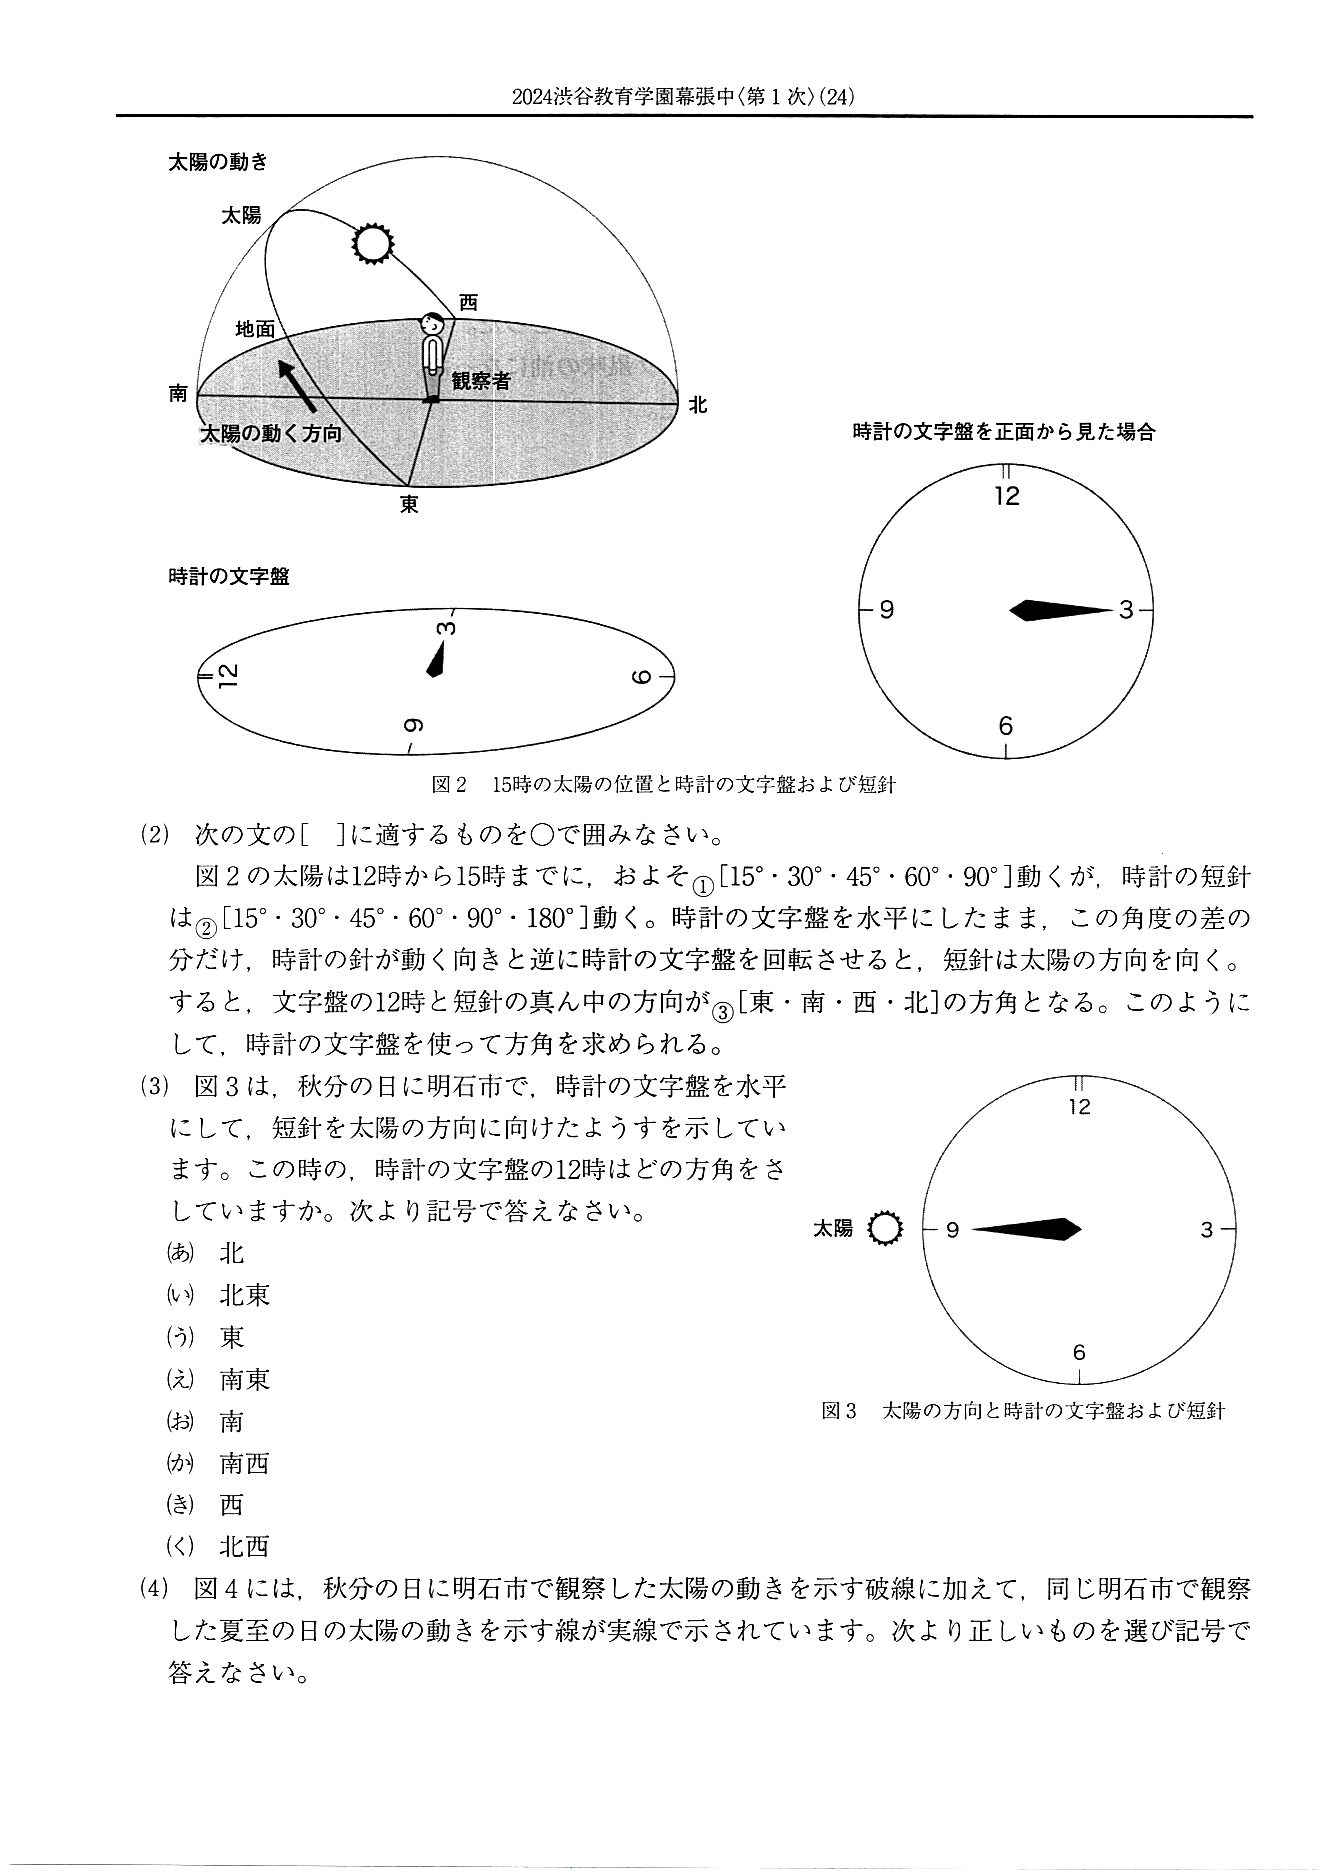 2024渋谷教育学園幕張中〈第1次〉(24)
太陽の動き
太陽
西
地面
観察者
南
北
太陽の動く方向
東
時計の文字盤を正面から見た場合
12
9
3
6
時計の文字盤
3
12
6
9
図2 15時の太陽の位置と時計の文字盤および短針
(2) 次の文の[ ]に適するものを○で囲みなさい。
図2の太陽は12時から15時までに，およそ①[15°・30°・45°・60°・90°]動くが，時計の短針
は②[15°・30°・45°・60°・90°・180°]動く。時計の文字盤を水平にしたまま，この角度の差の
分だけ，時計の針が動く向きと逆に時計の文字盤を回転させると，短針は太陽の方向を向く。
すると，文字盤の12時と短針の真ん中の方向が③[東・南・西・北]の方角となる。このように
して，時計の文字盤を使って方角を求められる。
(3) 図3は，秋分の日に明石市で，時計の文字盤を水平
にして，短針を太陽の方向に向けたようすを示してい
ます。この時の，時計の文字盤の12時はどの方角をさ
していますか。次より記号で答えなさい。
(あ) 北
(い) 北東
(う) 東
(え) 南東
(お) 南
(か) 南西
(き) 西
(く) 北西
12
太陽
9
3
6
図3 太陽の方向と時計の文字盤および短針
(4) 図4には，秋分の日に明石市で観察した太陽の動きを示す破線に加えて，同じ明石市で観察
した夏至の日の太陽の動きを示す線が実線で示されています。次より正しいものを選び記号で
答えなさい。